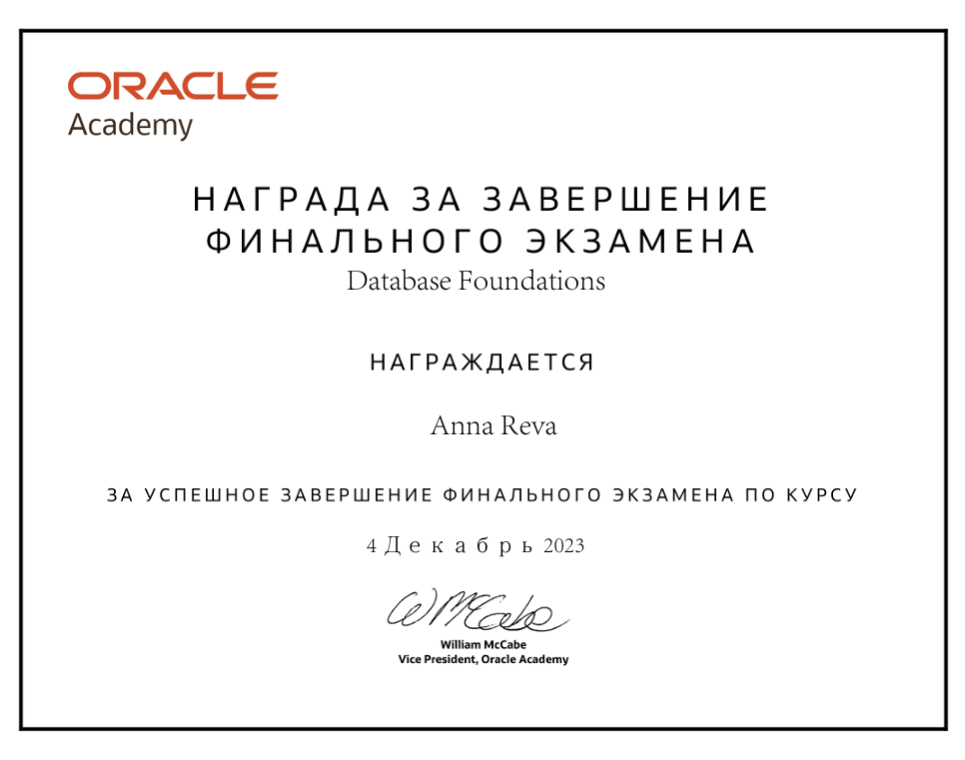 ORACLE
Academy
НАГРАДА ЗА ЗАВЕРШЕНИЕ
ФИНАЛЬНОГО ЭКЗАМЕНА
Database Foundations
НАГРАЖДАЕТСЯ
Anna Reva
ЗА УСПЕШНОЕ ЗАВЕРШЕНИЕ ФИНАЛЬНОГО ЭКЗАМЕНА ПО КУРСУ
4 Декабрь 2023
WMcCabe
William McCabe
Vice President, Oracle Academy